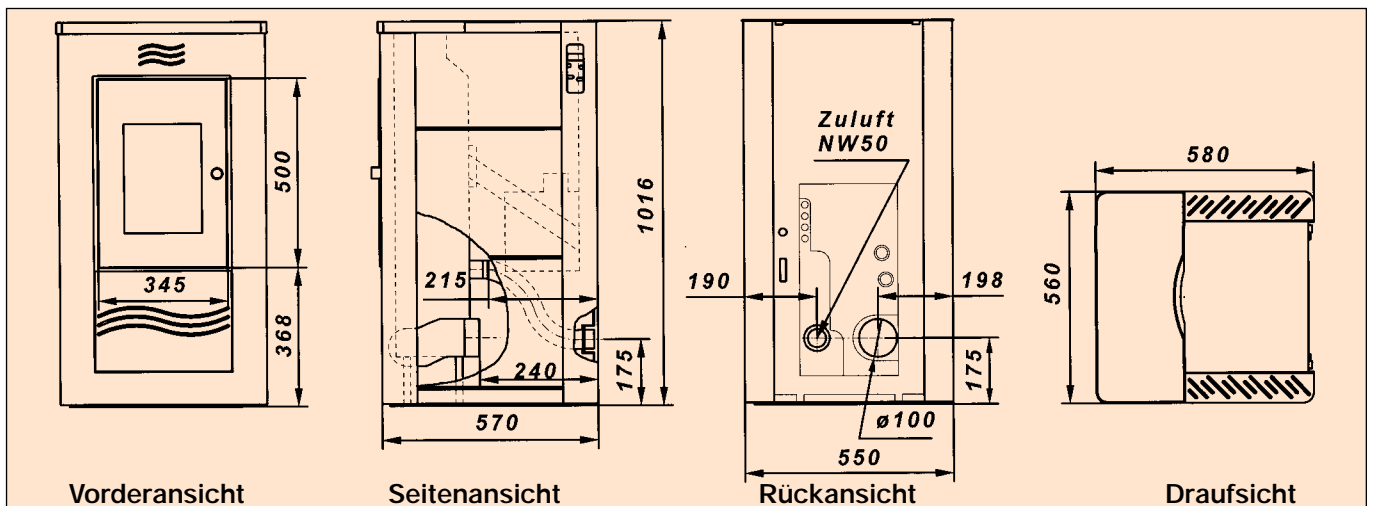 500
345
368
Vorderansicht
1016
215
240
175
570
Seitenansicht
Zuluft
NW50
190
198
175
ø100
550
Rückansicht
580
560
Draufsicht